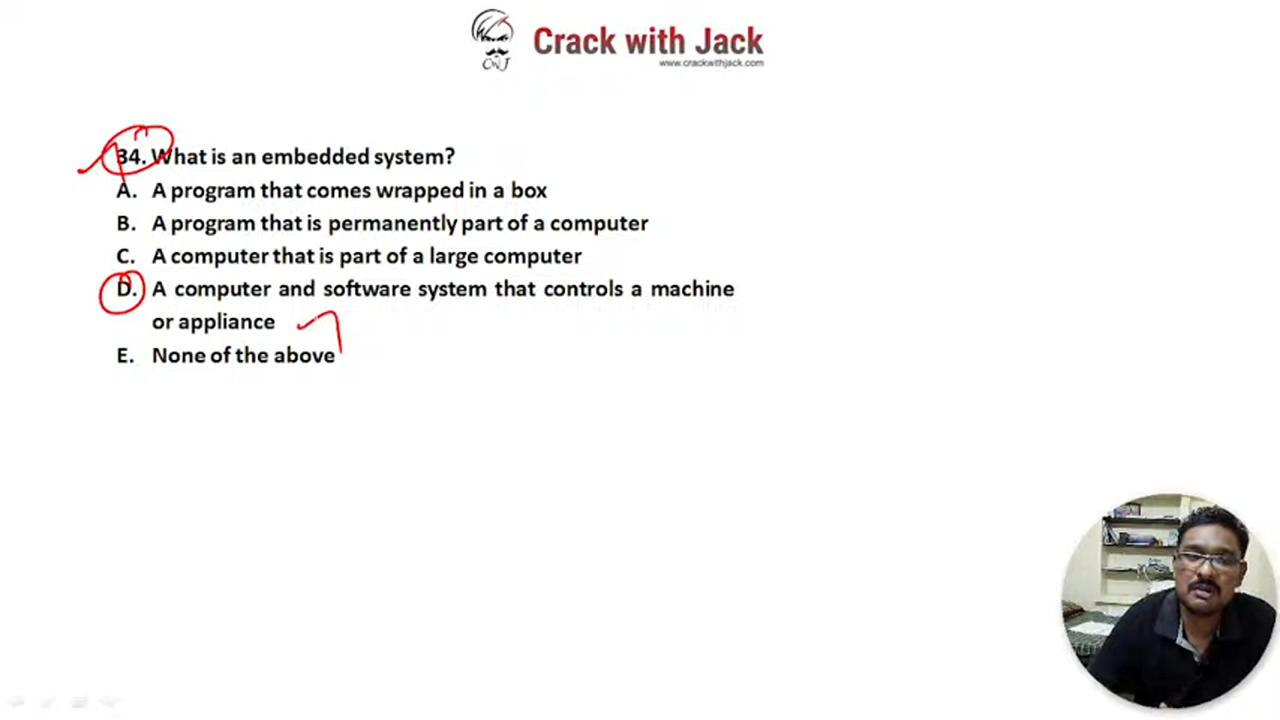 Crack with Jack
www.crackwithjack.com
CwJ
34. What is an embedded system?
A. A program that comes wrapped in a box
B. A program that is permanently part of a computer
C. A computer that is part of a large computer
D. A computer and software system that controls a machine
or appliance
E. None of the above